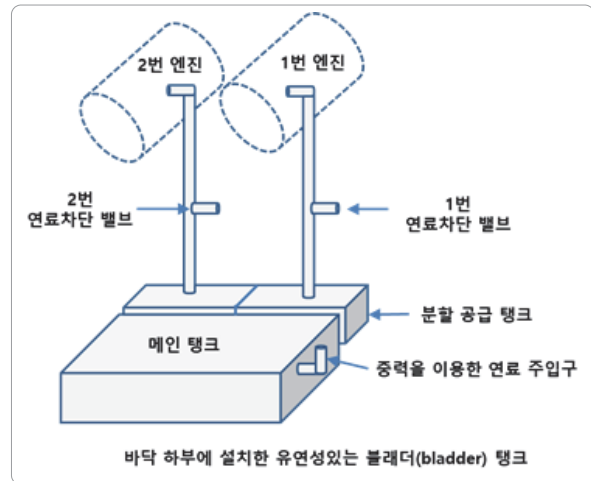 2번 엔진
1번 엔진
2번
연료차단 밸브
1번
연료차단 밸브
분할 공급 탱크
메인 탱크
중력을 이용한 연료 주입구
바닥 하부에 설치한 유연성있는 블래더(bladder) 탱크